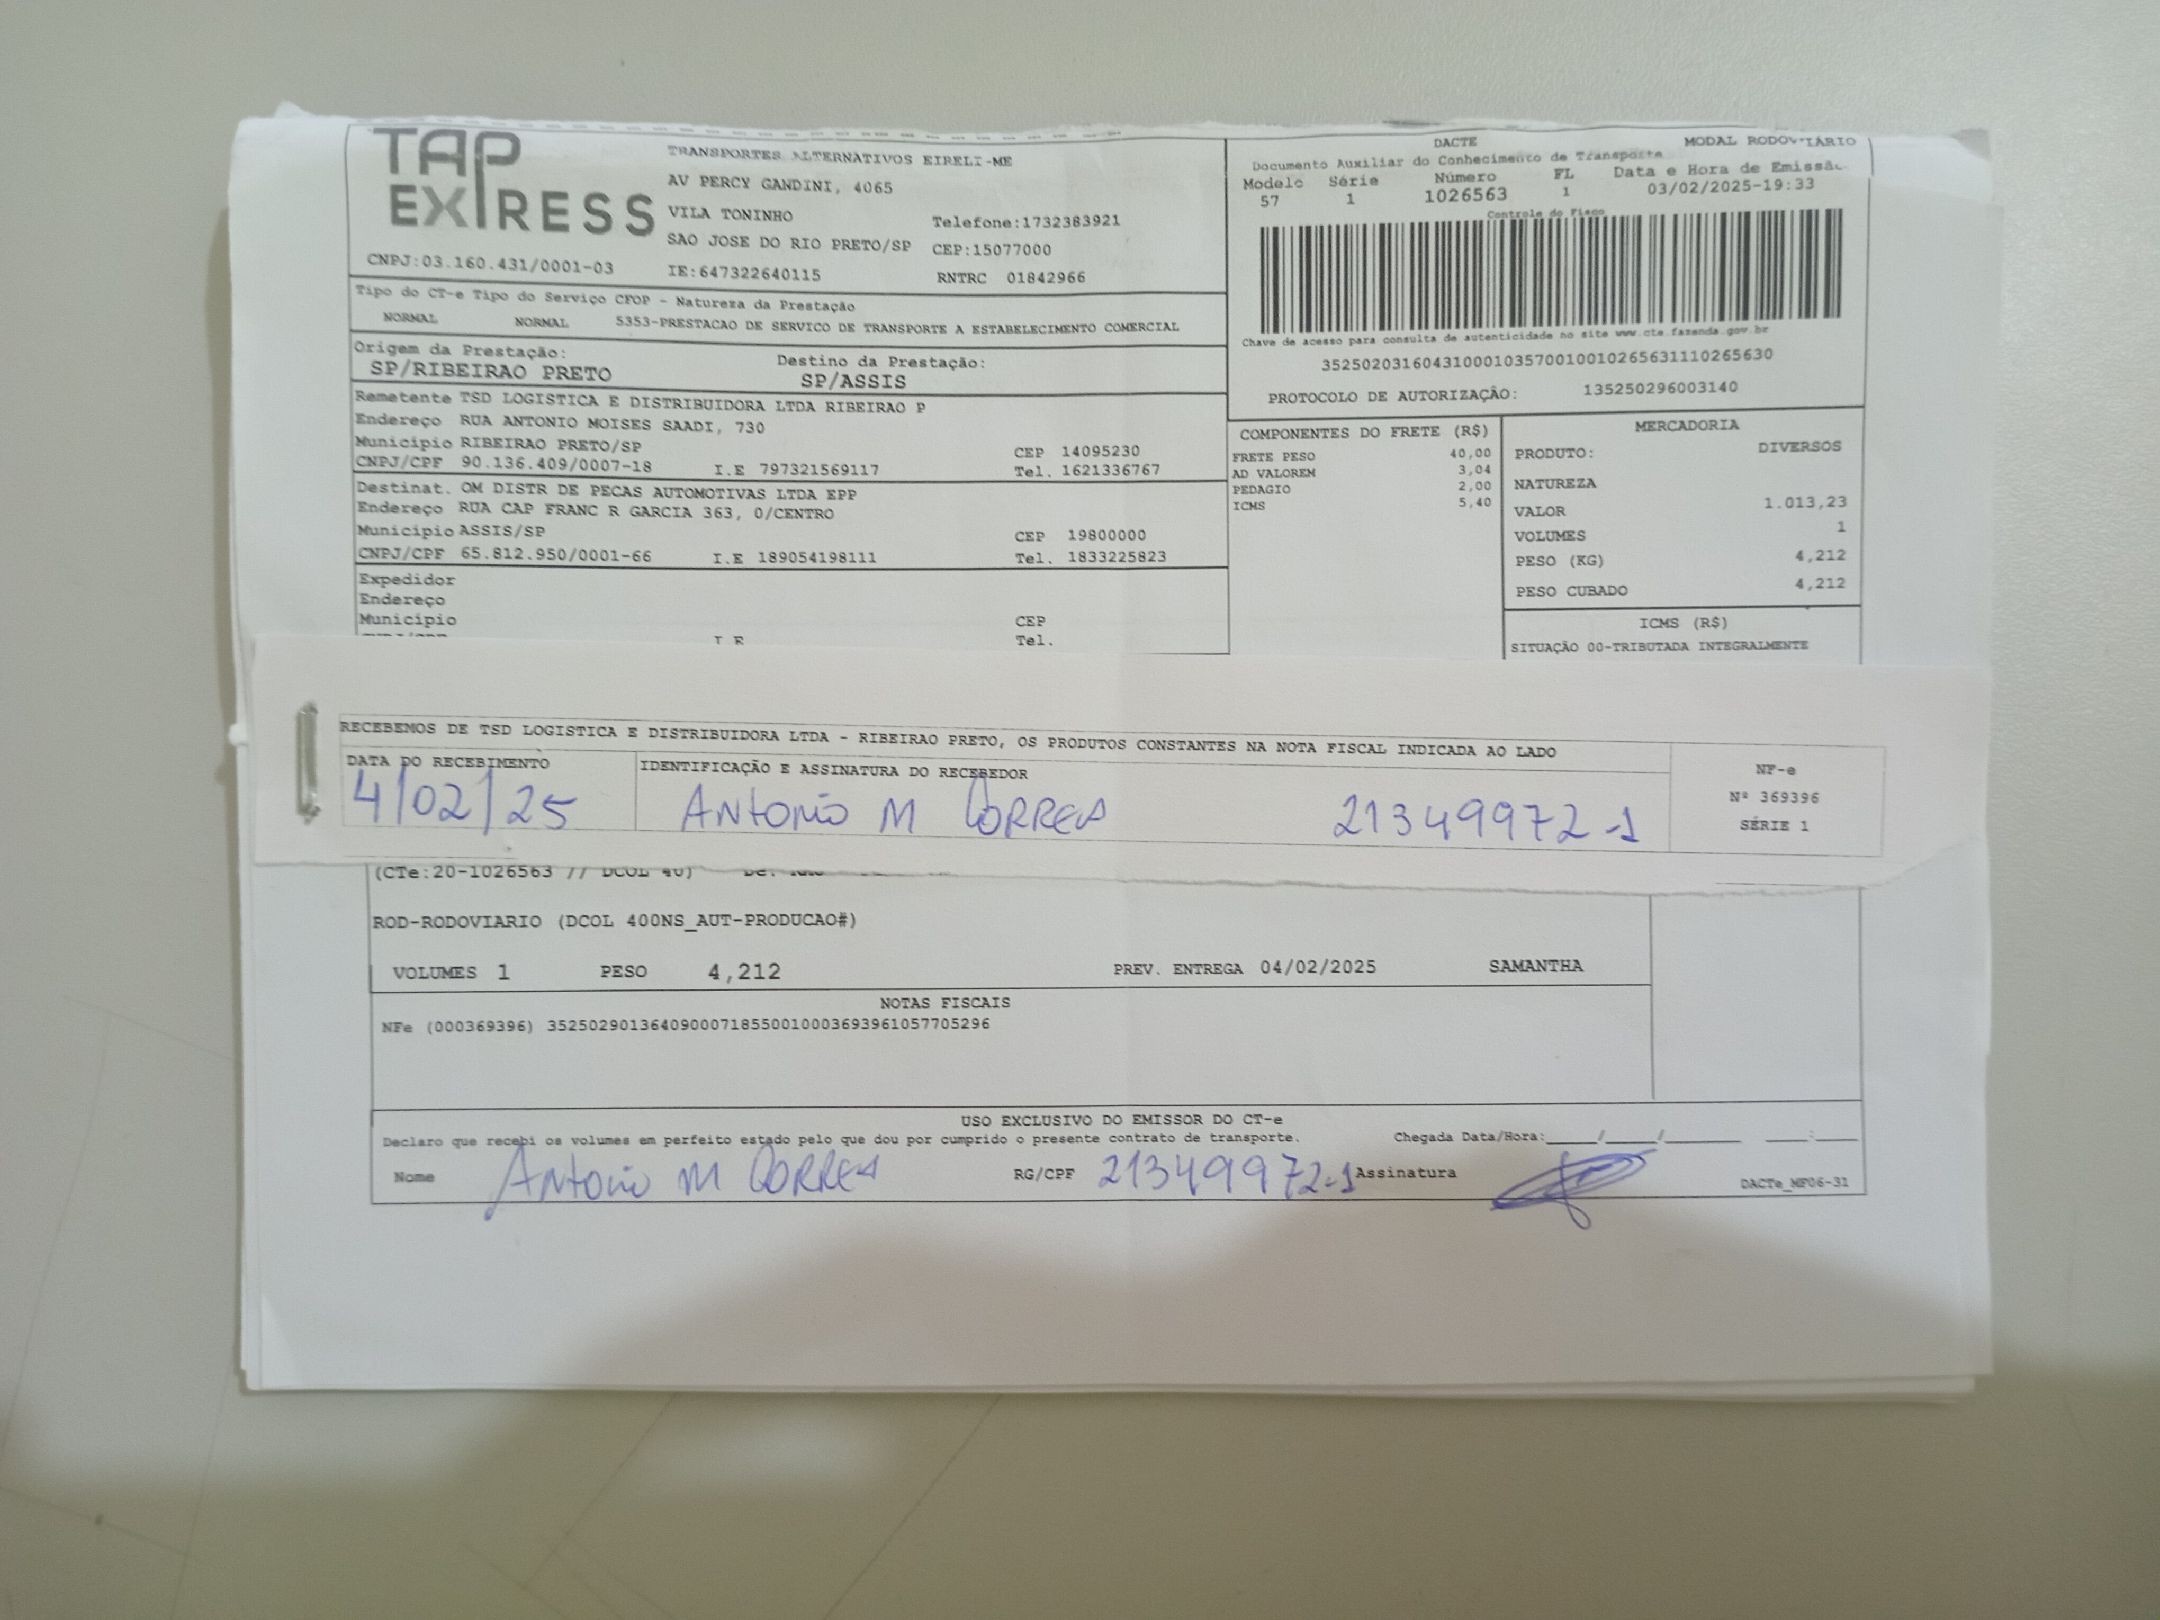 TAP EXPRESS
TRANSPORTES ALTERNATIVOS EIRELI-ME
AV PERCY GANDINI, 4065
VILA TONINHO Telefone:1732383921
SAO JOSE DO RIO PRETO/SP CEP:15077000
CNPJ:03.160.431/0001-03 IE:647322640115 RNTRC 01842966
DACTE MODAL RODOVIÁRIO
Documento Auxiliar do Conhecimento de Transporte
Modelo Série Número FL Data e Hora de Emissão
57 1 1026563 1 03/02/2025-19:33
Controle do Fisco
Chave de acesso para consulta de autenticidade no site www.cte.fazenda.gov.br
35250203160431000103570010010265631110265630
PROTOCOLO DE AUTORIZAÇÃO: 135250296003140
Tipo do CT-e Tipo do Serviço CFOP - Natureza da Prestação
NORMAL NORMAL 5353-PRESTACAO DE SERVICO DE TRANSPORTE A ESTABELECIMENTO COMERCIAL
Origem da Prestação: Destino da Prestação:
SP/RIBEIRAO PRETO SP/ASSIS
Remetente TSD LOGISTICA E DISTRIBUIDORA LTDA RIBEIRAO P
Endereço RUA ANTONIO MOISES SAADI, 730
Município RIBEIRAO PRETO/SP CEP 14095230
CNPJ/CPF 90.136.409/0007-18 I.E 797321569117 Tel. 1621336767
Destinat. OM DISTR DE PECAS AUTOMOTIVAS LTDA EPP
Endereço RUA CAP FRANC R GARCIA 363, 0/CENTRO
Município ASSIS/SP CEP 19800000
CNPJ/CPF 65.812.950/0001-66 I.E 189054198111 Tel. 1833225823
Expedidor
Endereço
Município CEP
I.E Tel.
COMPONENTES DO FRETE (R$)
FRETE PESO 40,00
AD VALOREM 3,04
PEDAGIO 2,00
ICMS 5,40
MERCADORIA
PRODUTO: DIVERSOS
NATUREZA
VALOR 1.013,23
VOLUMES 1
PESO (KG) 4,212
PESO CUBADO 4,212
ICMS (R$)
SITUAÇÃO 00-TRIBUTADA INTEGRALMENTE
RECEBEMOS DE TSD LOGISTICA E DISTRIBUIDORA LTDA - RIBEIRAO PRETO, OS PRODUTOS CONSTANTES NA NOTA FISCAL INDICADA AO LADO
DATA DO RECEBIMENTO IDENTIFICAÇÃO E ASSINATURA DO RECEBEDOR
4/02/25 Antonio M Correa 21349972-1
NF-e
Nº 369396
SÉRIE 1
(CTe:20-1026563 // DCOL 40)
ROD-RODOVIARIO (DCOL 400NS_AUT-PRODUCAO#)
VOLUMES 1 PESO 4,212 PREV. ENTREGA 04/02/2025 SAMANTHA
NOTAS FISCAIS
NFe (000369396) 35250290136409000718550010003693961057705296
USO EXCLUSIVO DO EMISSOR DO CT-e
Declaro que recebi os volumes em perfeito estado pelo que dou por cumprido o presente contrato de transporte. Chegada Data/Hora:____/____/______ ___:___
Nome Antonio M Correa RG/CPF 21349972-1 Assinatura
DACTe_MF06-31